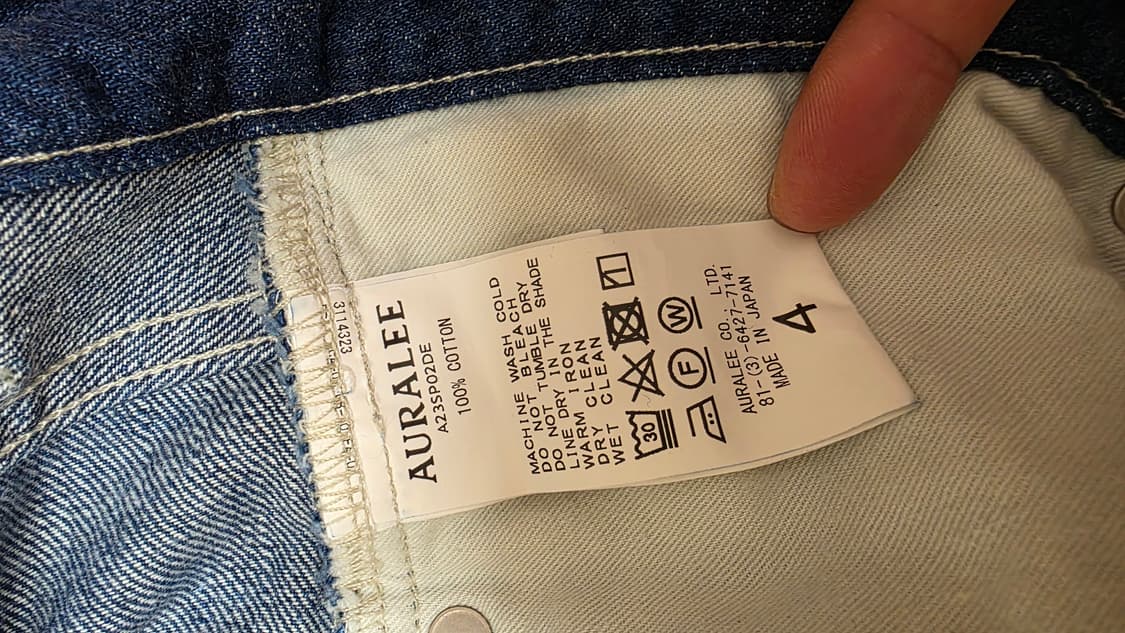 3114323
AURALEE
A23SP02DE
100% COTTON
MACHINE WASH COLD
DO NOT BLEACH
DO NOT TUMBLE DRY
LINE DRY IN THE SHADE
WARM IRON
DRY CLEAN
WET CLEAN
30
F
W
AURALEE CO., LTD.
81-(3)-6427-7141
MADE IN JAPAN
4